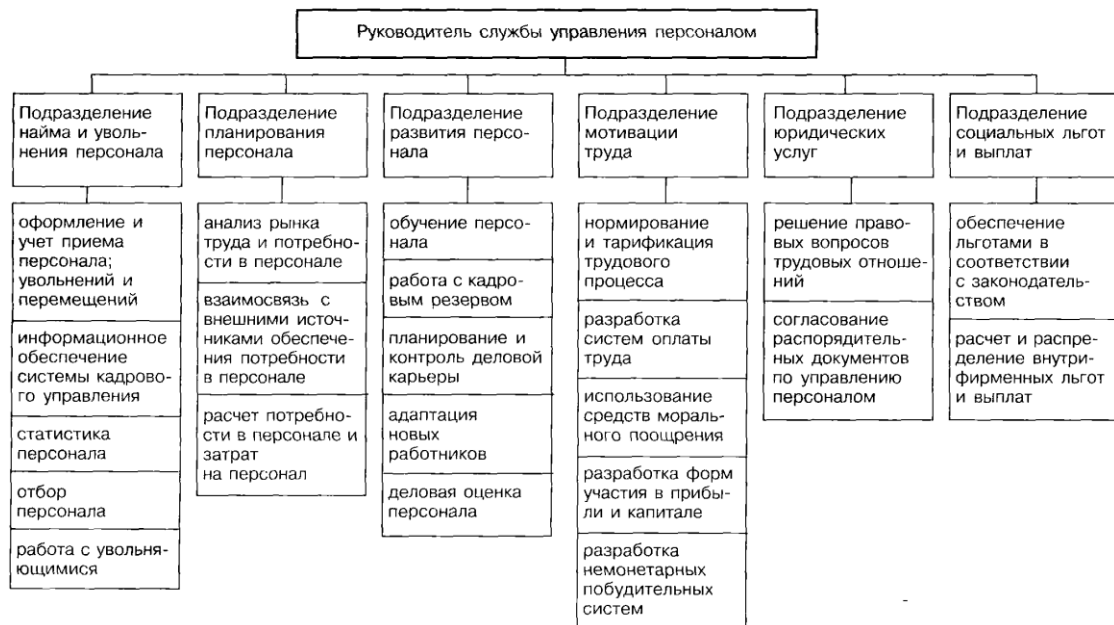 Руководитель службы управления персоналом
Подразделение
найма и уволь-
нения персонала
Подразделение
планирования
персонала
Подразделение
развития персо-
нала
Подразделение
мотивации
труда
Подразделение
юридических
услуг
Подразделение
социальных льгот
и выплат
оформление и
учет приема
персонала;
увольнений и
перемещений
информационное
обеспечение
системы кадрово-
го управления
статистика
персонала
отбор
персонала
работа с увольня-
ющимися
анализ рынка
труда и потребно-
сти в персонале
взаимосвязь с
внешними источ-
никами обеспече-
ния потребности
в персонале
расчет потребно-
сти в персонале и
затрат
на персонал
обучение персо-
нала
работа с кадро-
вым резервом
планирование и
контроль деловой
карьеры
адаптация
новых
работников
деловая оценка
персонала
нормирование
и тарификация
трудового
процесса
разработка
систем оплаты
труда
использование
средств мораль-
ного поощрения
разработка форм
участия в прибы-
ли и капитале
разработка
немонетарных
побудительных
систем
решение право-
вых вопросов
трудовых отноше-
ний
согласование
распорядитель-
ных документов
по управлению
персоналом
обеспечение
льготами в
соответствии
с законодатель-
ством
расчет и распре-
деление внутри-
фирменных льгот
и выплат